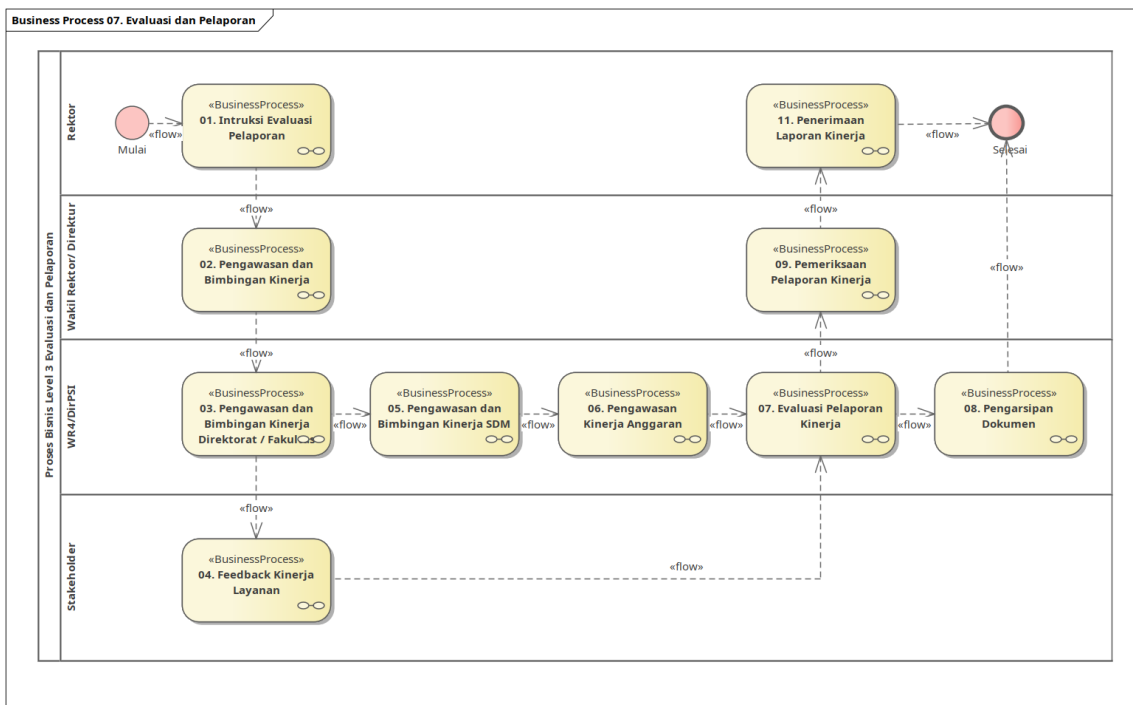 Business Process 07. Evaluasi dan Pelaporan
Proses Bisnis Level 3 Evaluasi dan Pelaporan
Rektor
Mulai
«flow»
«BusinessProcess»
01. Intruksi Evaluasi
Pelaporan
«BusinessProcess»
11. Penerimaan
Laporan Kinerja
«flow»
Selesai
«flow»
«flow»
Wakil Rektor/ Direktur
«BusinessProcess»
02. Pengawasan dan
Bimbingan Kinerja
«BusinessProcess»
09. Pemeriksaan
Pelaporan Kinerja
«flow»
«flow»
«flow»
WR4/DirPSI
«BusinessProcess»
03. Pengawasan dan
Bimbingan Kinerja
Direktorat /
«flow»
«BusinessProcess»
05. Pengawasan dan
Bimbingan Kinerja SDM
«flow»
«BusinessProcess»
06. Pengawasan
Kinerja Anggaran
«flow»
«BusinessProcess»
07. Evaluasi Pelaporan
Kinerja
«flow»
«BusinessProcess»
08. Pengarsipan
Dokumen
«flow»
Stakeholder
«BusinessProcess»
04. Feedback Kinerja
Layanan
«flow»